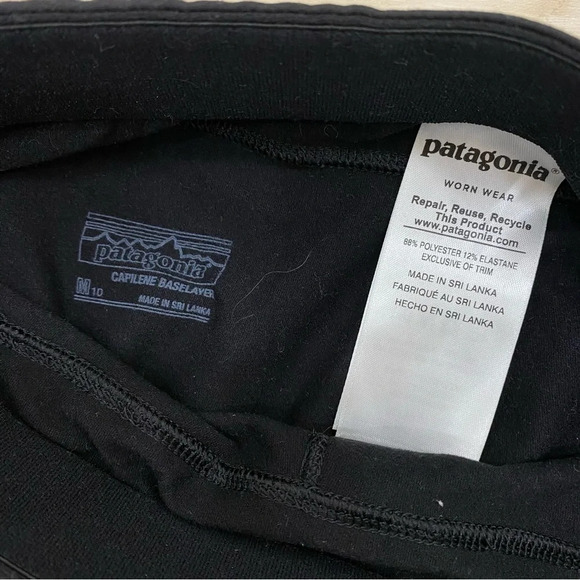 patagonia
CAPILENE BASELAYER
M 10
MADE IN SRI LANKA
patagonia®
WORN WEAR
Repair, Reuse, Recycle
This Product
www.patagonia.com
88% POLYESTER 12% ELASTANE
EXCLUSIVE OF TRIM
MADE IN SRI LANKA
FABRIQUÉ AU SRI LANKA
HECHO EN SRI LANKA